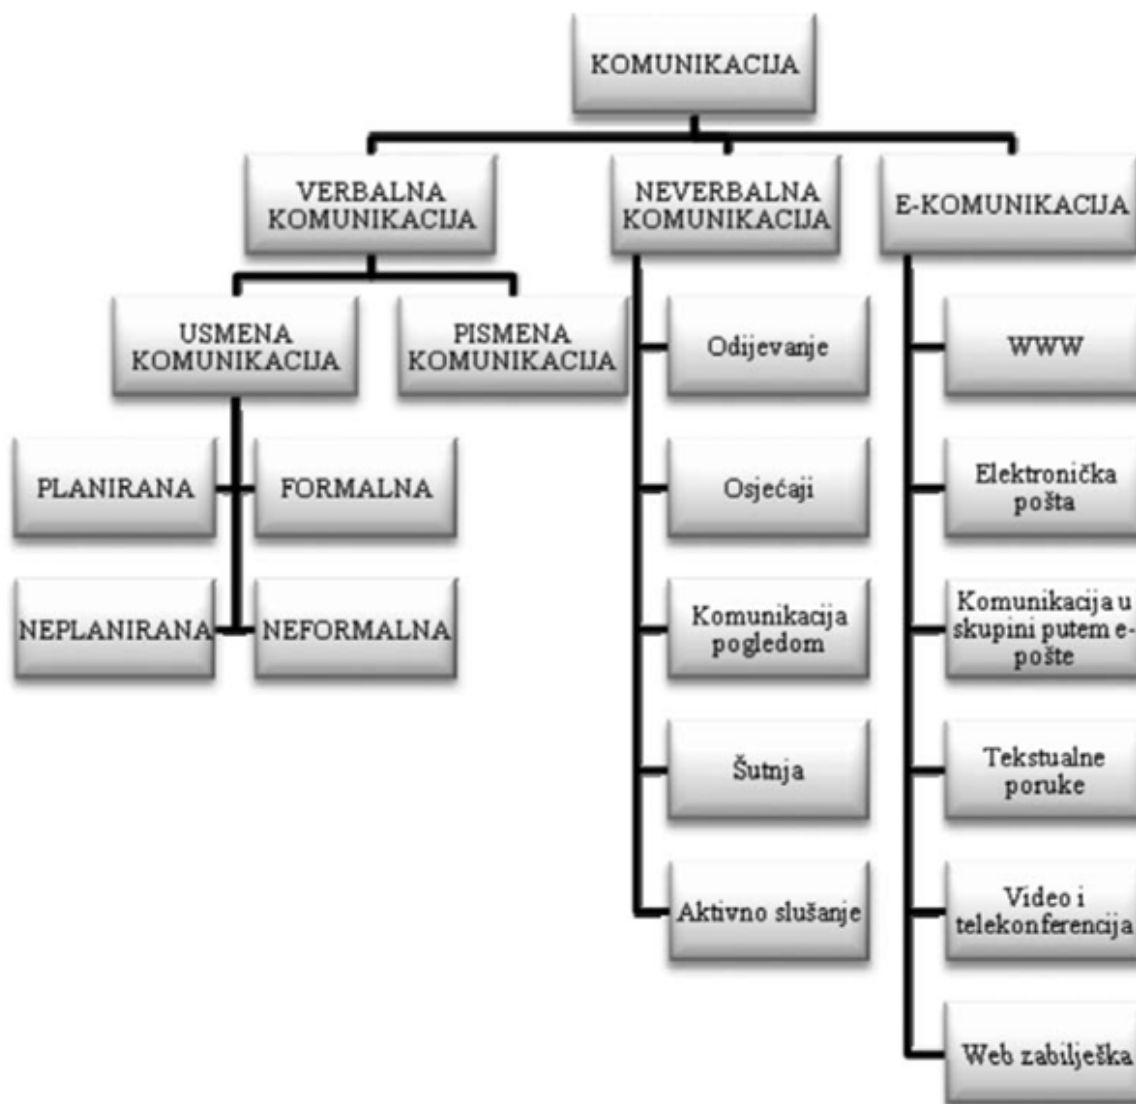 KOMUNIKACIJA
VERBALNA
KOMUNIKACIJA
NEVERBALNA
KOMUNIKACIJA
E-KOMUNIKACIJA
USMENA
KOMUNIKACIJA
PISMENA
KOMUNIKACIJA
PLANIRANA
FORMALNA
NEPLANIRANA
NEFORMALNA
Odijevanje
Osjećaji
Komunikacija
pogledom
Šutnja
Aktivno slušanje
WWW
Elektronička
pošta
Komunikacija u
skupini putem e-
pošte
Tekstualne
poruke
Video i
telekonferencija
Web zabilješka